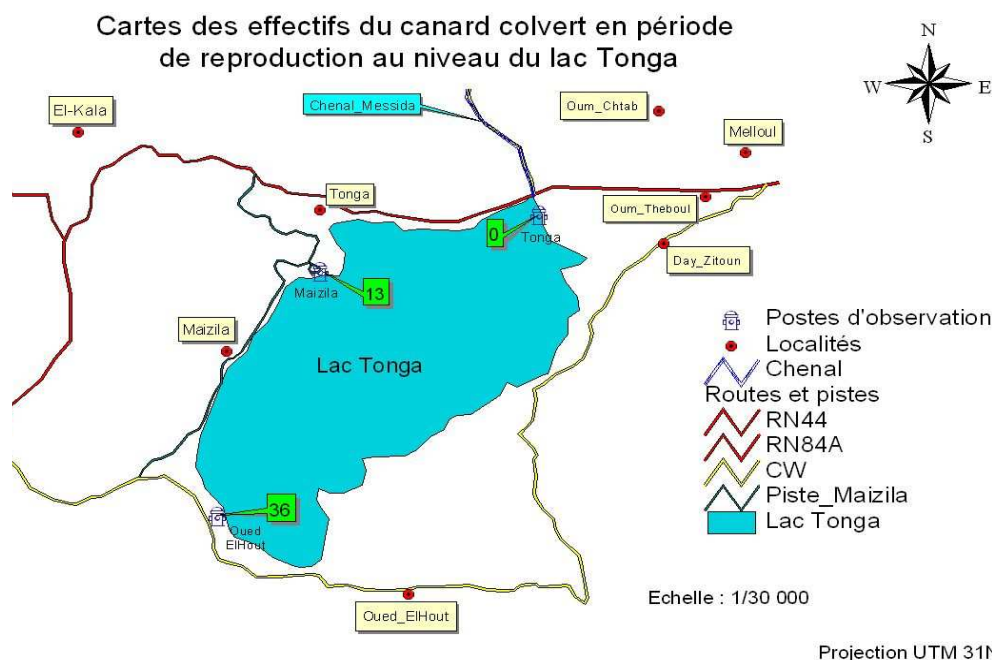 Cartes des effectifs du canard colvert en période
de reproduction au niveau du lac Tonga
N
W
E
S
El-Kala
Chenal_Messida
Oum_Chtab
Melloul
Tonga
Oum_Theboul
0
Tonga
Day_Zitoun
Maizila
13
Maizila
Lac Tonga
36
Oued
ElHout
Oued_ElHout
Postes d'observation
Localités
Chenal
Routes et pistes
RN44
RN84A
CW
Piste_Maizila
Lac Tonga
Echelle : 1/30 000
Projection UTM 31N